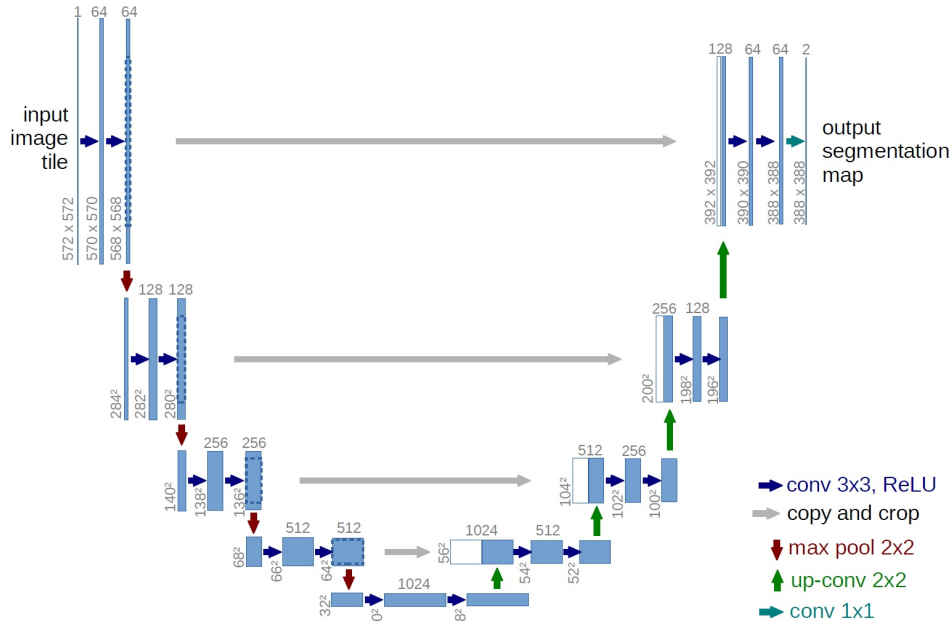 1 64 64
128 64 64 2
input
image
tile
output
segmentation
map
572 x 572
570 x 570
568 x 568
392 x 392
390 x 390
388 x 388
388 x 388
128 128
256 128
284²
282²
280²
200²
198²
196²
256 256
512 256
140²
138²
136²
104²
102²
100²
512 512
1024 512
68²
66²
64²
56²
54²
52²
1024
32²
0²
8²
conv 3x3, ReLU
copy and crop
max pool 2x2
up-conv 2x2
conv 1x1